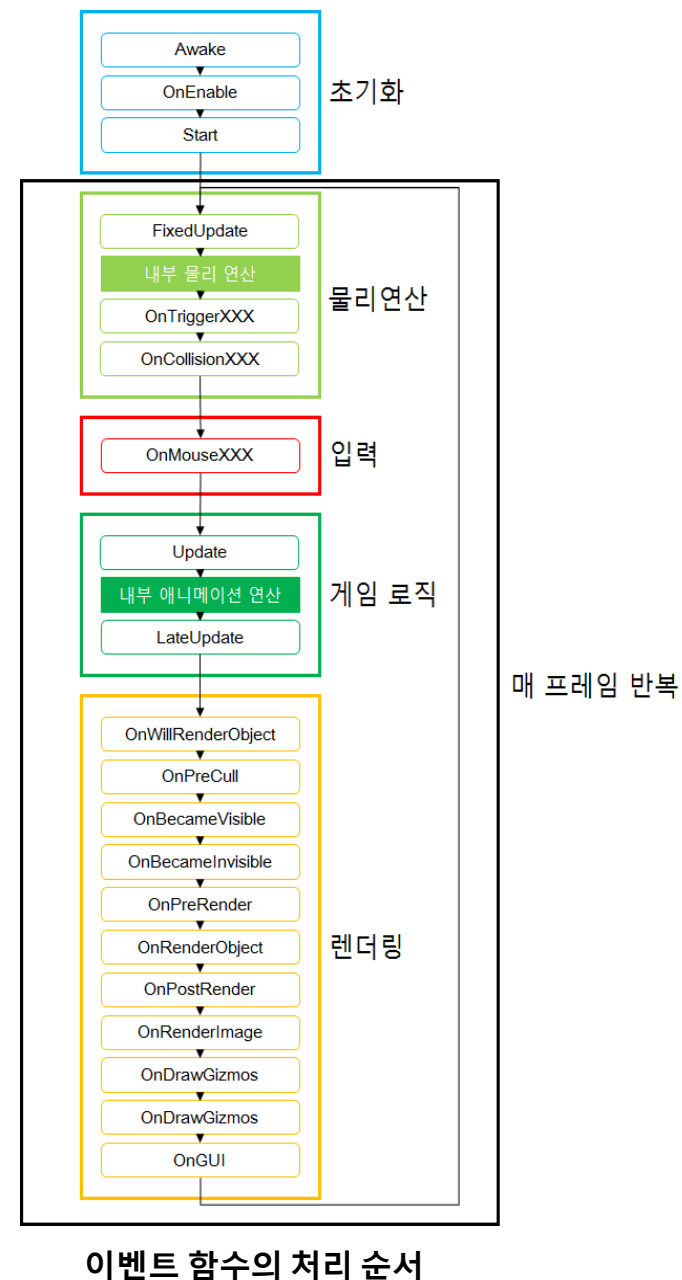 Awake
OnEnable
초기화
Start
FixedUpdate
내부 물리 연산
물리연산
OnTriggerXXX
OnCollisionXXX
OnMouseXXX
입력
Update
내부 애니메이션 연산
게임 로직
LateUpdate
매 프레임 반복
OnWillRenderObject
OnPreCull
OnBecameVisible
OnBecameInvisible
OnPreRender
OnRenderObject
렌더링
OnPostRender
OnRenderImage
OnDrawGizmos
OnDrawGizmos
OnGUI
이벤트 함수의 처리 순서